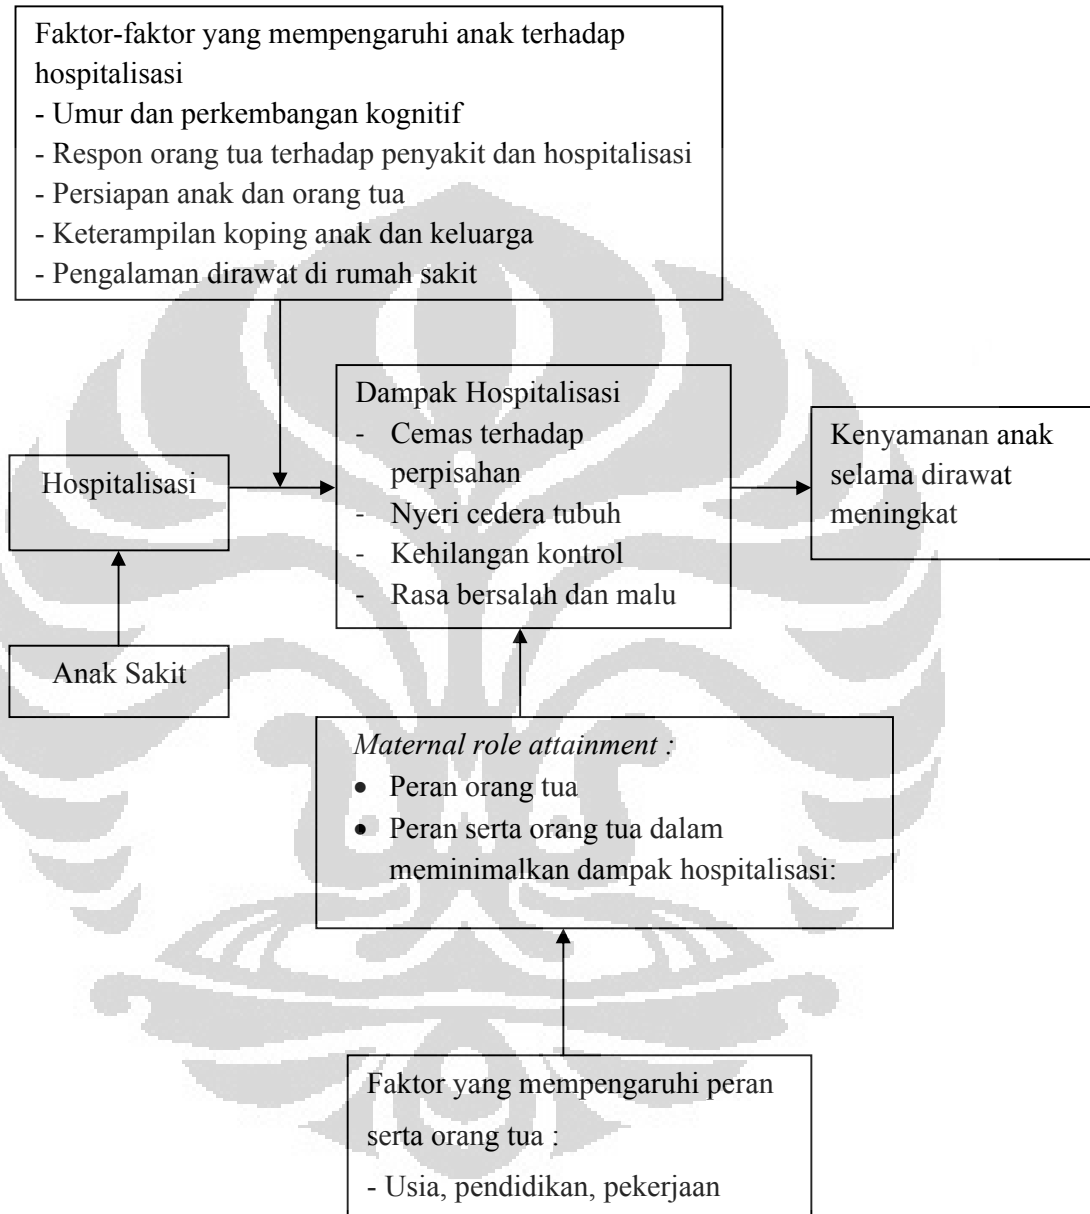 Faktor-faktor yang mempengaruhi anak terhadap
hospitalisasi
- Umur dan perkembangan kognitif
- Respon orang tua terhadap penyakit dan hospitalisasi
- Persiapan anak dan orang tua
- Keterampilan koping anak dan keluarga
- Pengalaman dirawat di rumah sakit
Dampak Hospitalisasi
- Cemas terhadap
perpisahan
- Nyeri cedera tubuh
- Kehilangan kontrol
- Rasa bersalah dan malu
Kenyamanan anak
selama dirawat
meningkat
Hospitalisasi
Anak Sakit
Maternal role attainment :
• Peran orang tua
• Peran serta orang tua dalam
meminimalkan dampak hospitalisasi:
Faktor yang mempengaruhi peran
serta orang tua :
- Usia, pendidikan, pekerjaan